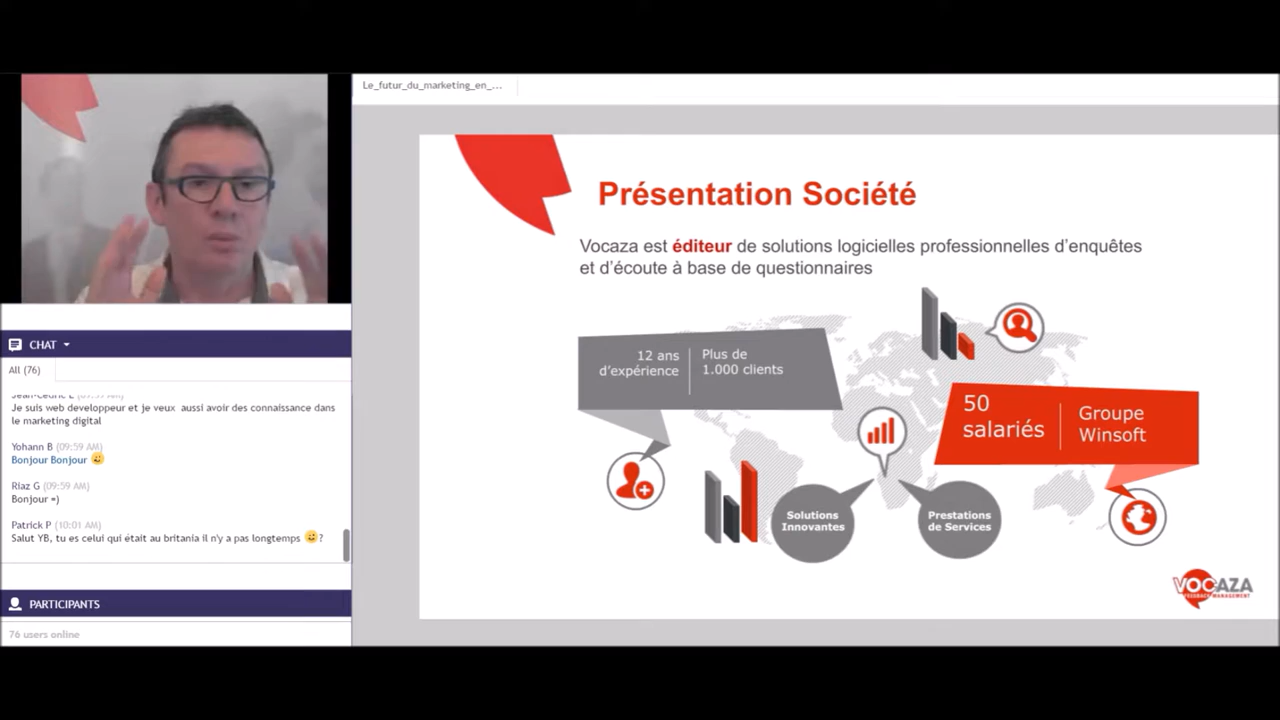 Le_futur_du_marketing_en_...
Présentation Société
Vocaza est éditeur de solutions logicielles professionnelles d’enquêtes
et d’écoute à base de questionnaires
12 ans
d’expérience
Plus de
1.000 clients
50
salariés
Groupe
Winsoft
Solutions
Innovantes
Prestations
de Services
VOCAZA
FEEDBACK MANAGEMENT
CHAT
All (76)
Je suis web developpeur et je veux aussi avoir des connaissance dans
le marketing digital
Yohann B (09:59 AM)
Bonjour Bonjour
Riaz G (09:59 AM)
Bonjour =)
Patrick P (10:01 AM)
Salut YB, tu es celui qui était au britania il n'y a pas longtemps ?
PARTICIPANTS
76 users online